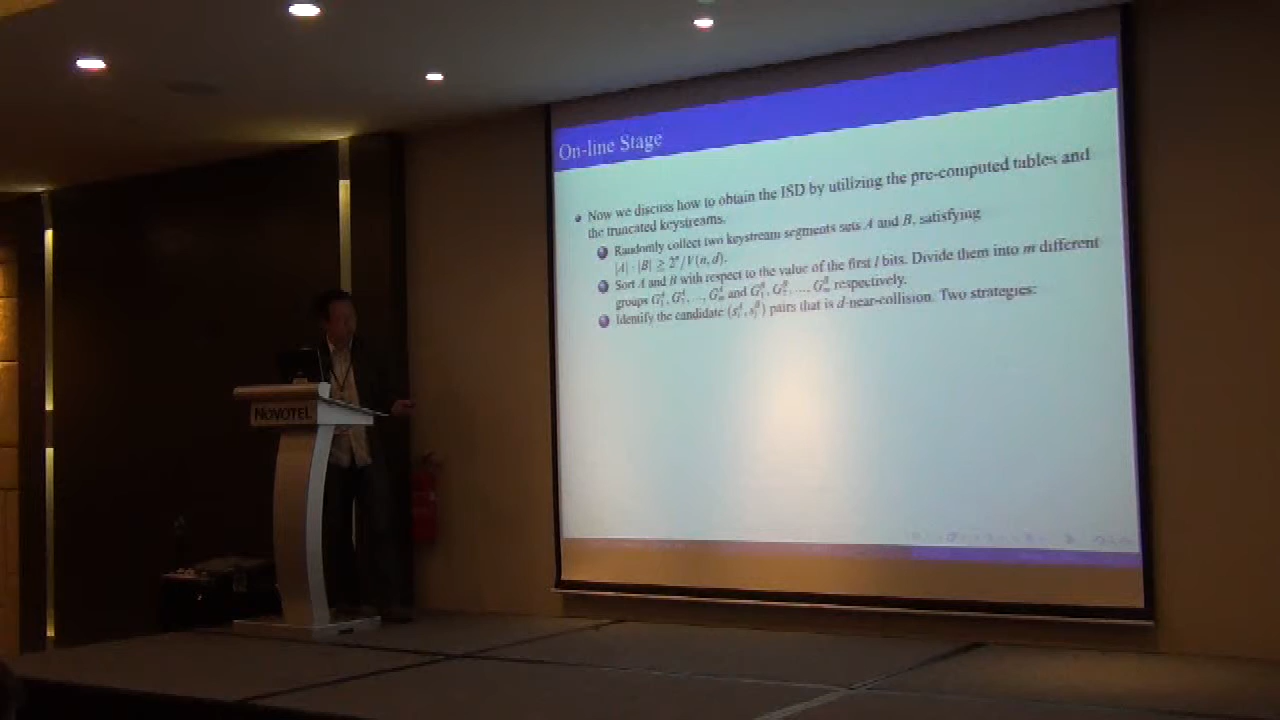 On-line Stage
Now we discuss how to obtain the ISD by utilizing the pre-computed tables and
the truncated keystreams.
1 Randomly collect two keystream segments sets A and B, satisfying
|A| · |B| ≥ 2ⁿ/V(n, d).
2 Sort A and B with respect to the value of the first l bits. Divide them into m different
groups G₁ᴬ, G₂ᴬ, ..., Gₘᴬ and G₁ᴮ, G₂ᴮ, ..., Gₘᴮ respectively.
3 Identify the candidate (sᵢᴬ, sⱼᴮ) pairs that is d-near-collision. Two strategies:
NOVOTEL